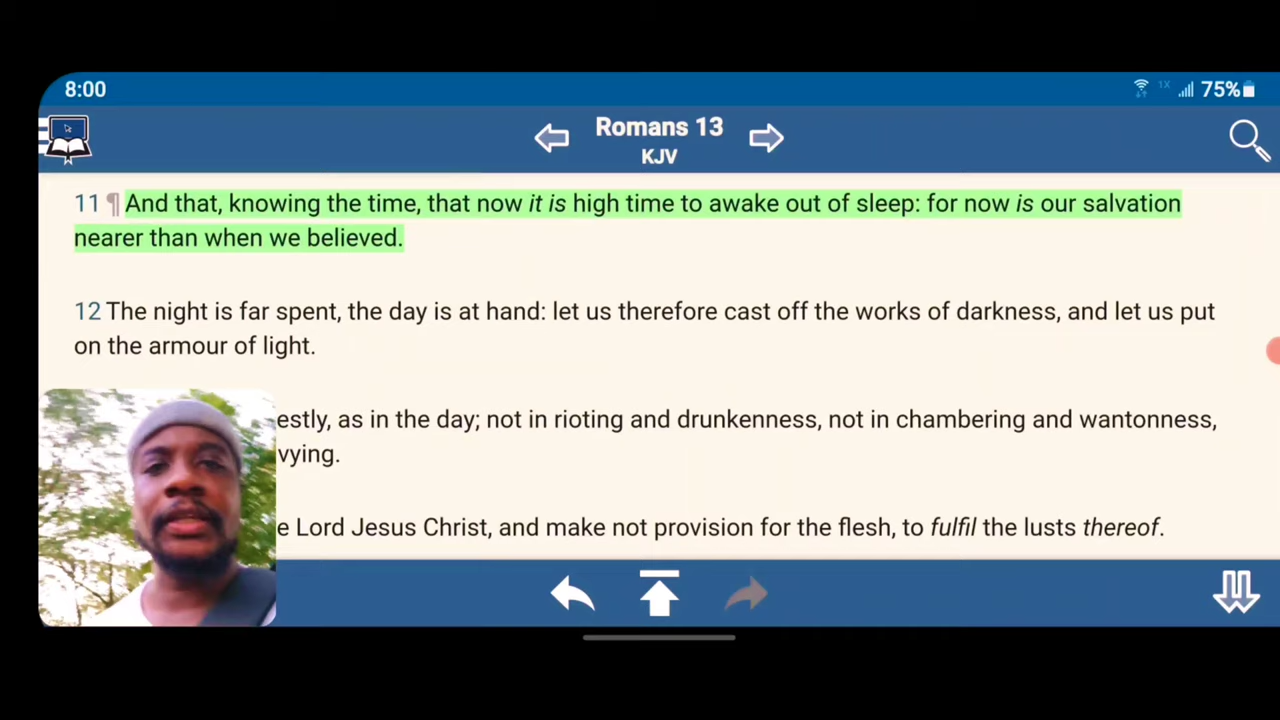 8:00
1X
75%
Romans 13
KJV
11 ¶ And that, knowing the time, that now it is high time to awake out of sleep: for now is our salvation
nearer than when we believed.
12 The night is far spent, the day is at hand: let us therefore cast off the works of darkness, and let us put
on the armour of light.
estly, as in the day; not in rioting and drunkenness, not in chambering and wantonness,
vying.
e Lord Jesus Christ, and make not provision for the flesh, to fulfil the lusts thereof.